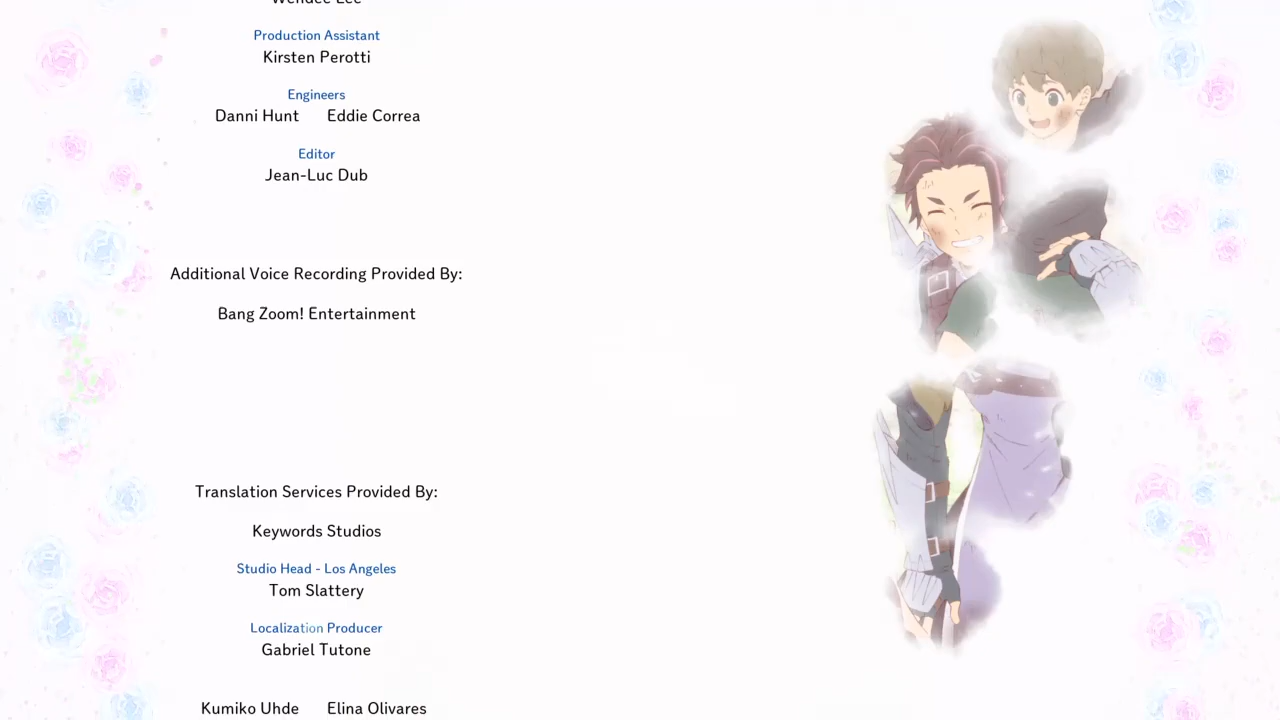 Wendee Lee
Production Assistant
Kirsten Perotti
Engineers
Danni Hunt Eddie Correa
Editor
Jean-Luc Dub
Additional Voice Recording Provided By:
Bang Zoom! Entertainment
Translation Services Provided By:
Keywords Studios
Studio Head - Los Angeles
Tom Slattery
Localization Producer
Gabriel Tutone
Kumiko Uhde Elina Olivares